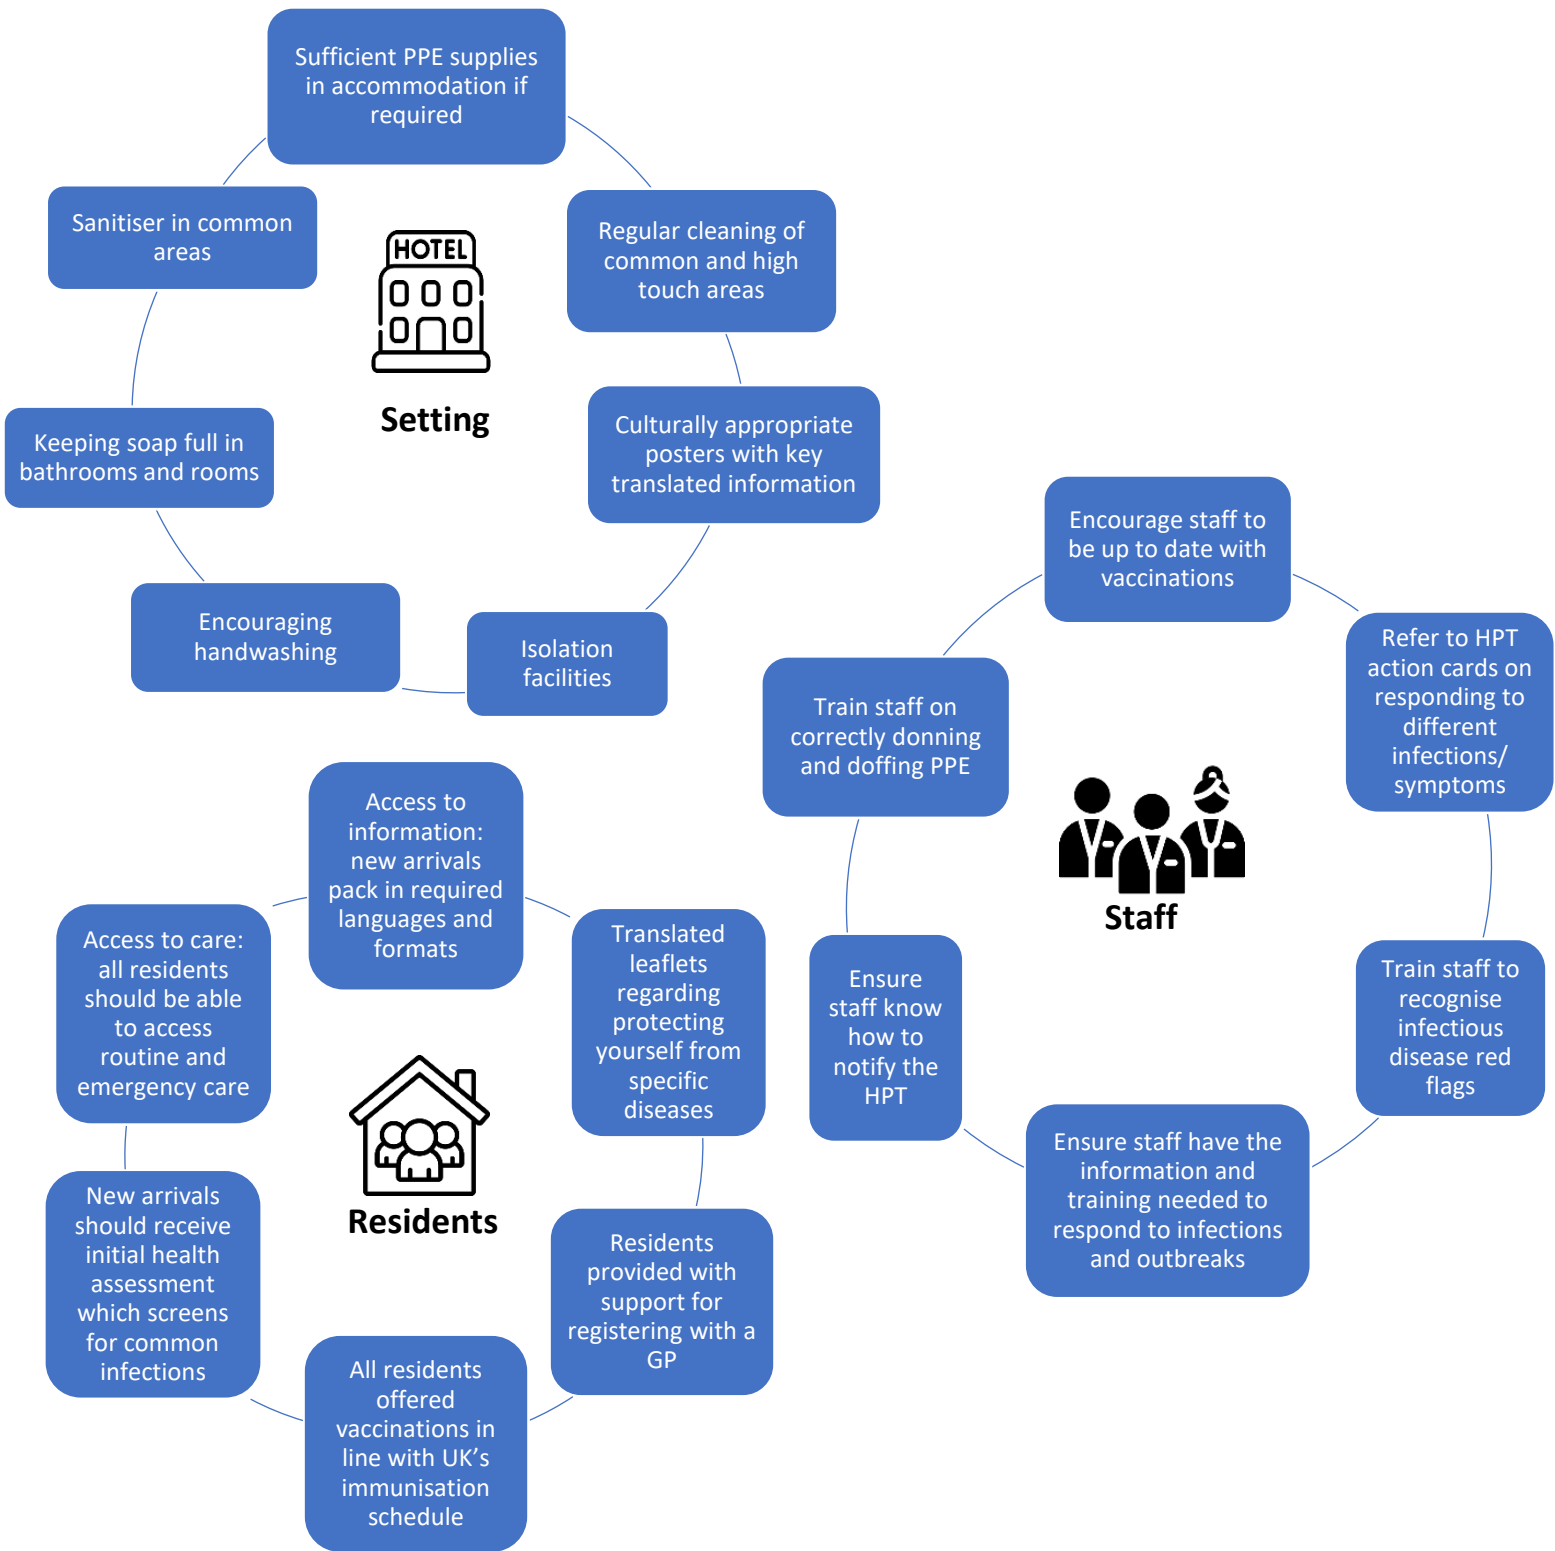 Sufficient PPE supplies
in accommodation if
required
Regular cleaning of
common and high
touch areas
Culturally appropriate
posters with key
translated information
Isolation
facilities
Encouraging
handwashing
Keeping soap full in
bathrooms and rooms
Sanitiser in common
areas
HOTEL
Setting
Encourage staff to
be up to date with
vaccinations
Refer to HPT
action cards on
responding to
different
infections/
symptoms
Train staff to
recognise
infectious
disease red
flags
Ensure staff have the
information and
training needed to
respond to infections
and outbreaks
Ensure
staff know
how to
notify the
HPT
Train staff on
correctly donning
and doffing PPE
Staff
Access to
information:
new arrivals
pack in required
languages and
formats
Translated
leaflets
regarding
protecting
yourself from
specific
diseases
Residents
provided with
support for
registering with a
GP
All residents
offered
vaccinations in
line with UK’s
immunisation
schedule
New arrivals
should receive
initial health
assessment
which screens
for common
infections
Access to care:
all residents
should be able
to access
routine and
emergency care
Residents